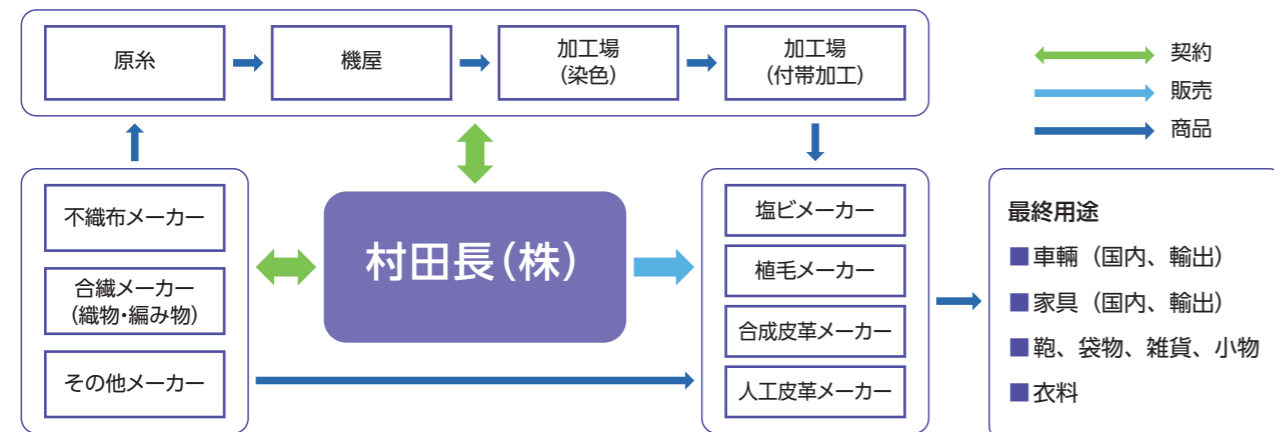 原糸
機屋
加工場
(染色)
加工場
(付帯加工)
契約
販売
商品
不織布メーカー
合繊メーカー
(織物・編み物)
その他メーカー
村田長(株)
塩ビメーカー
植毛メーカー
合成皮革メーカー
人工皮革メーカー
最終用途
■車輛（国内、輸出）
■家具（国内、輸出）
■鞄、袋物、雑貨、小物
■衣料